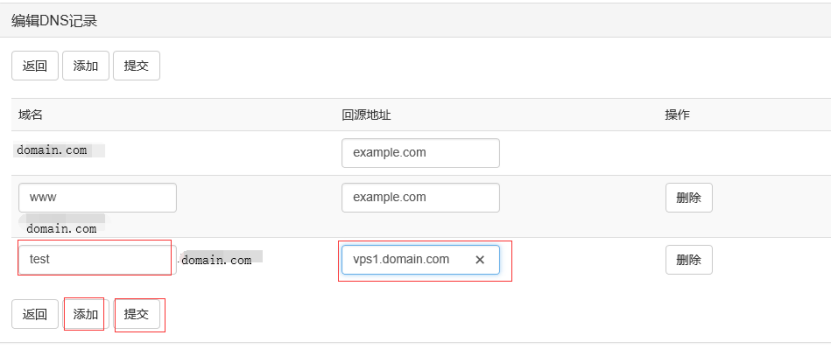 编辑DNS记录
返回 添加 提交
域名 回源地址 操作
domain. com example.com
www example.com 删除
domain. com
test .domain. com vps1.domain.com × 删除
返回 添加 提交